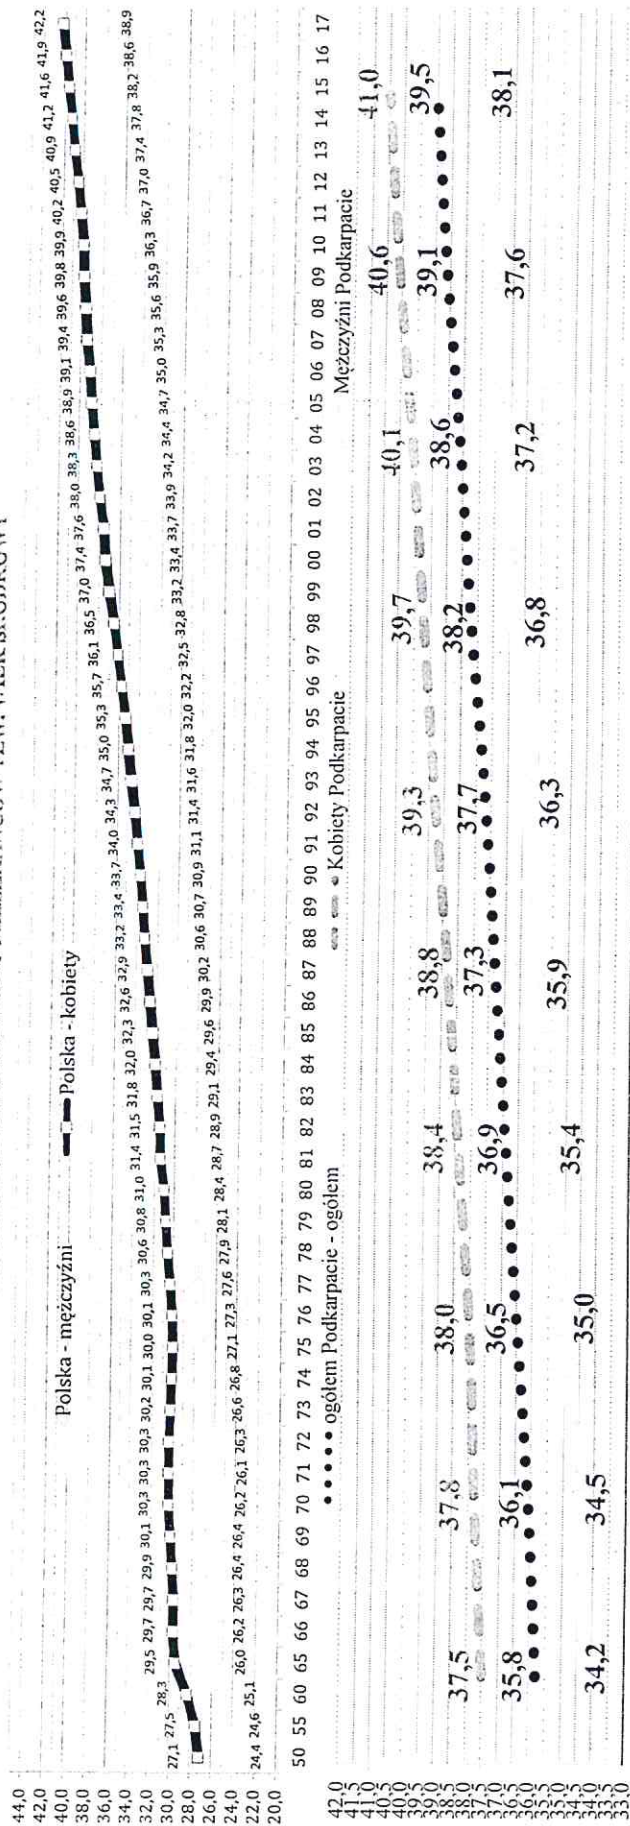 Polska - mężczyźni
Polska - kobiety
44,0
42,0
40,0
38,0
36,0
34,0
32,0
30,0
28,0
26,0
24,0
22,0
20,0
27,1 27,5 28,3 29,5 29,7 29,7 29,9 30,1 30,3 30,3 30,3 30,2 30,1 30,0 30,1 30,3 30,6 30,8 31,0 31,4 31,5 31,8 32,0 32,3 32,6 32,9 33,2 33,4 33,7 34,0 34,3 34,7 35,0 35,3 35,7 36,1 36,5 37,0 37,4 37,6 38,0 38,3 38,6 38,9 39,1 39,4 39,6 39,8 39,9 40,2 40,5 40,9 41,2 41,6 41,9 42,2
24,4 24,6 25,1 26,0 26,2 26,3 26,4 26,4 26,2 26,1 26,3 26,6 26,8 27,1 27,3 27,6 27,9 28,1 28,4 28,7 28,9 29,1 29,4 29,6 29,9 30,2 30,6 30,7 30,9 31,1 31,4 31,6 31,8 32,0 32,2 32,5 32,8 33,2 33,4 33,7 33,9 34,2 34,4 34,7 35,0 35,3 35,6 35,9 36,3 36,7 37,0 37,4 37,8 38,2 38,6 38,9
50 55 60 65 66 67 68 69 70 71 72 73 74 75 76 77 78 79 80 81 82 83 84 85 86 87 88 89 90 91 92 93 94 95 96 97 98 99 00 01 02 03 04 05 06 07 08 09 10 11 12 13 14 15 16 17
ogółem Podkarpacie - ogółem
Kobiety Podkarpacie
Mężczyźni Podkarpacie
42,0
41,5
41,0
40,5
40,0
39,5
39,0
38,5
38,0
37,5
37,0
36,5
36,0
35,5
35,0
34,5
34,0
33,5
33,0
37,5 37,8 38,0 38,4 38,8 39,3 39,7 40,1 40,6 41,0
35,8 36,1 36,5 36,9 37,3 37,7 38,2 38,6 39,1 39,5
34,2 34,5 35,0 35,4 35,9 36,3 36,8 37,2 37,6 38,1